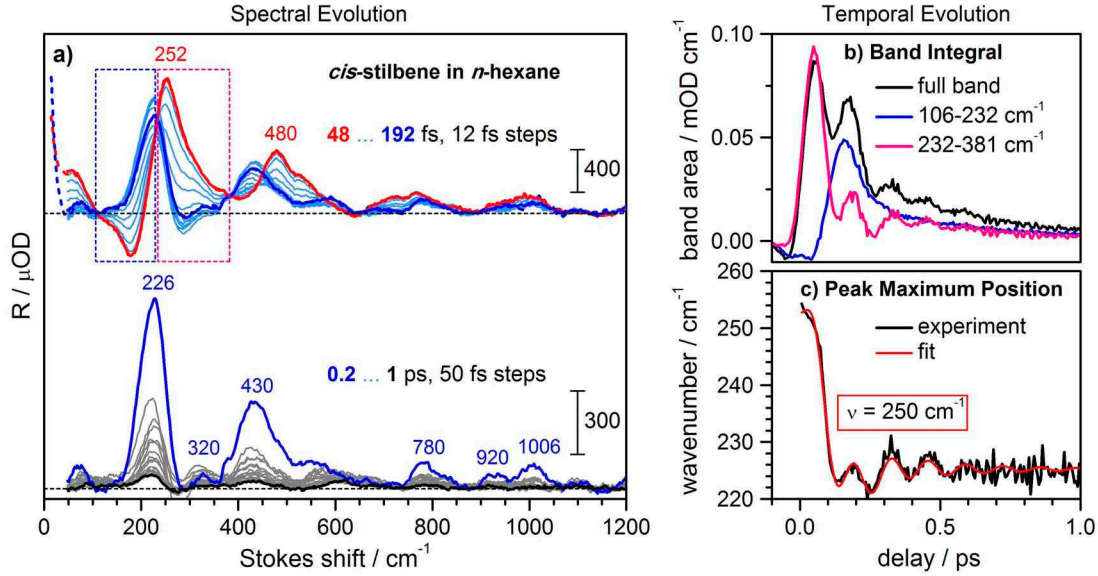 Spectral Evolution
Temporal Evolution
a)
252
cis-stilbene in n-hexane
48 ... 192 fs, 12 fs steps
480
400
226
0.2 ... 1 ps, 50 fs steps
430
300
320
780
920
1006
R / μOD
0
200
400
600
800
1000
1200
Stokes shift / cm⁻¹
b) Band Integral
full band
106-232 cm⁻¹
232-381 cm⁻¹
0.10
0.05
0.00
band area / mOD cm⁻¹
c) Peak Maximum Position
experiment
fit
ν = 250 cm⁻¹
260
250
240
230
220
wavenumber / cm⁻¹
0.0
0.5
1.0
delay / ps